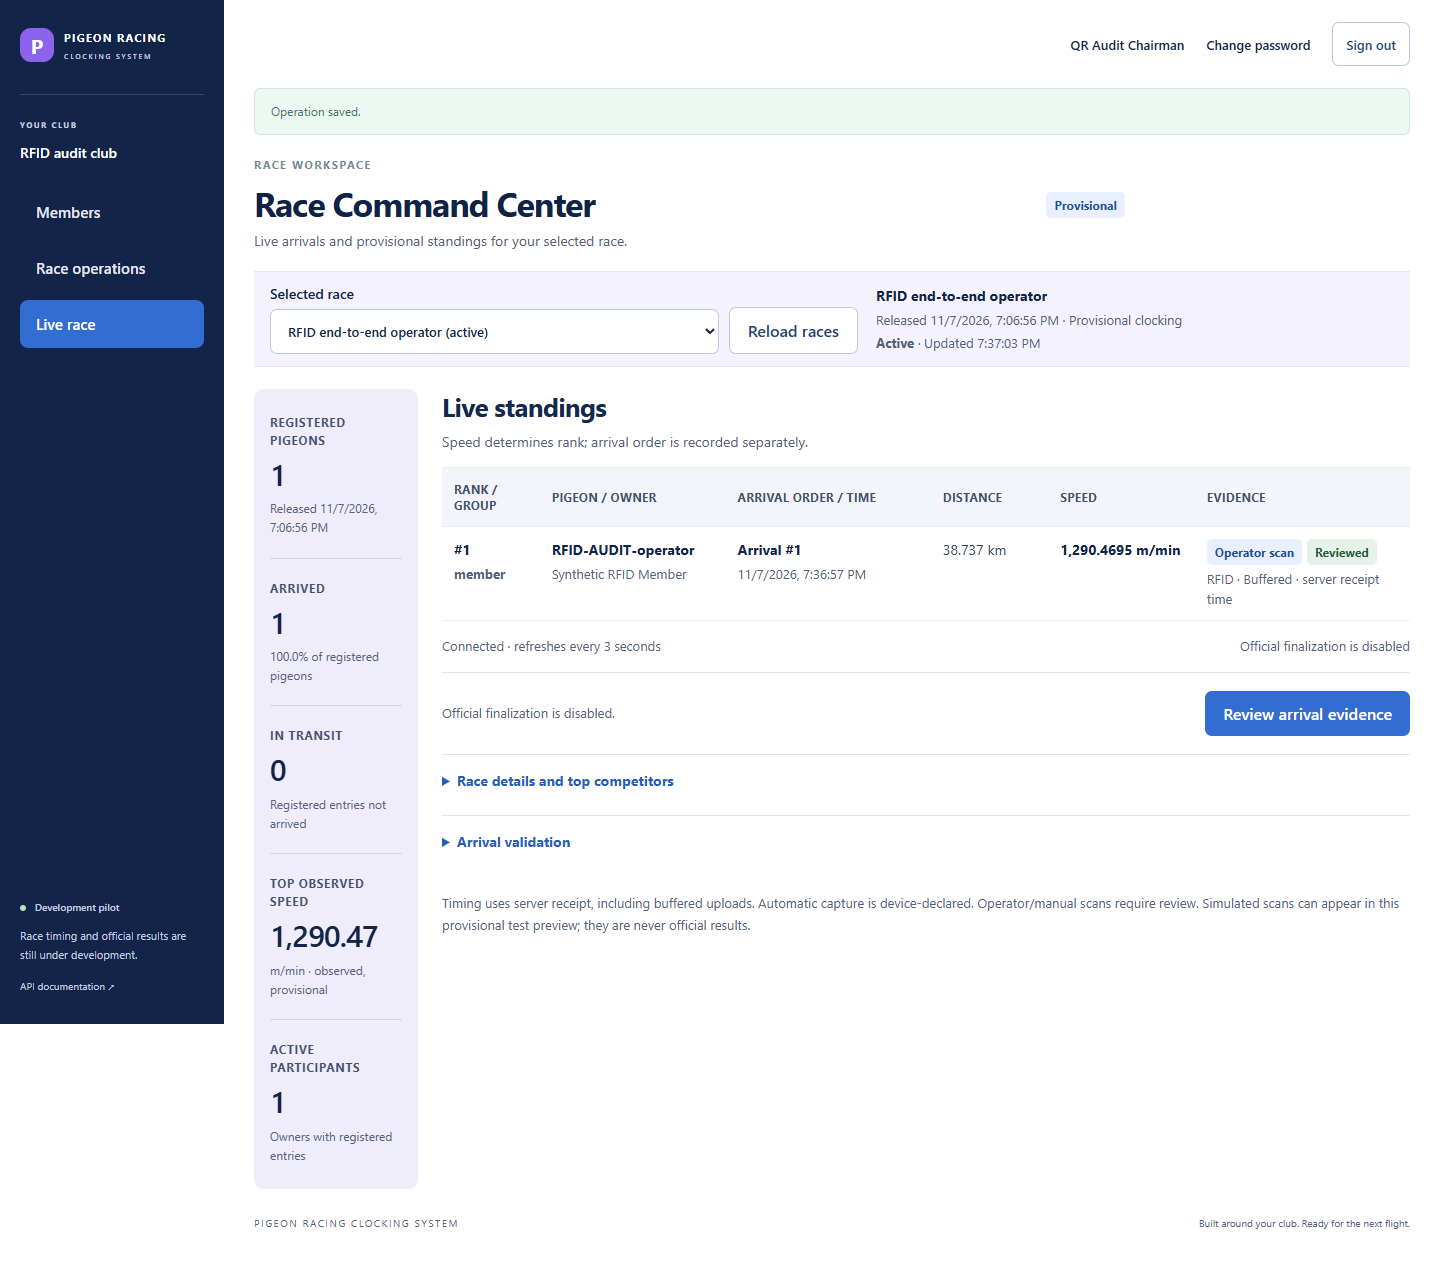 P
PIGEON RACING
CLOCKING SYSTEM
YOUR CLUB
RFID audit club
Members
Race operations
Live race
Development pilot
Race timing and official results are
still under development.
API documentation ↗
QR Audit Chairman
Change password
Sign out
Operation saved.
RACE WORKSPACE
Race Command Center
Provisional
Live arrivals and provisional standings for your selected race.
Selected race
RFID end-to-end operator (active)
Reload races
RFID end-to-end operator
Released 11/7/2026, 7:06:56 PM · Provisional clocking
Active · Updated 7:37:03 PM
REGISTERED
PIGEONS
1
Released 11/7/2026,
7:06:56 PM
ARRIVED
1
100.0% of registered
pigeons
IN TRANSIT
0
Registered entries not
arrived
TOP OBSERVED
SPEED
1,290.47
m/min · observed,
provisional
ACTIVE
PARTICIPANTS
1
Owners with registered
entries
Live standings
Speed determines rank; arrival order is recorded separately.
RANK /
GROUP
PIGEON / OWNER
ARRIVAL ORDER / TIME
DISTANCE
SPEED
EVIDENCE
#1
member
RFID-AUDIT-operator
Synthetic RFID Member
Arrival #1
11/7/2026, 7:36:57 PM
38.737 km
1,290.4695 m/min
Operator scan
Reviewed
RFID · Buffered · server receipt
time
Connected · refreshes every 3 seconds
Official finalization is disabled
Official finalization is disabled.
Review arrival evidence
Race details and top competitors
Arrival validation
Timing uses server receipt, including buffered uploads. Automatic capture is device-declared. Operator/manual scans require review. Simulated scans can appear in this
provisional test preview; they are never official results.
PIGEON RACING CLOCKING SYSTEM
Built around your club. Ready for the next flight.